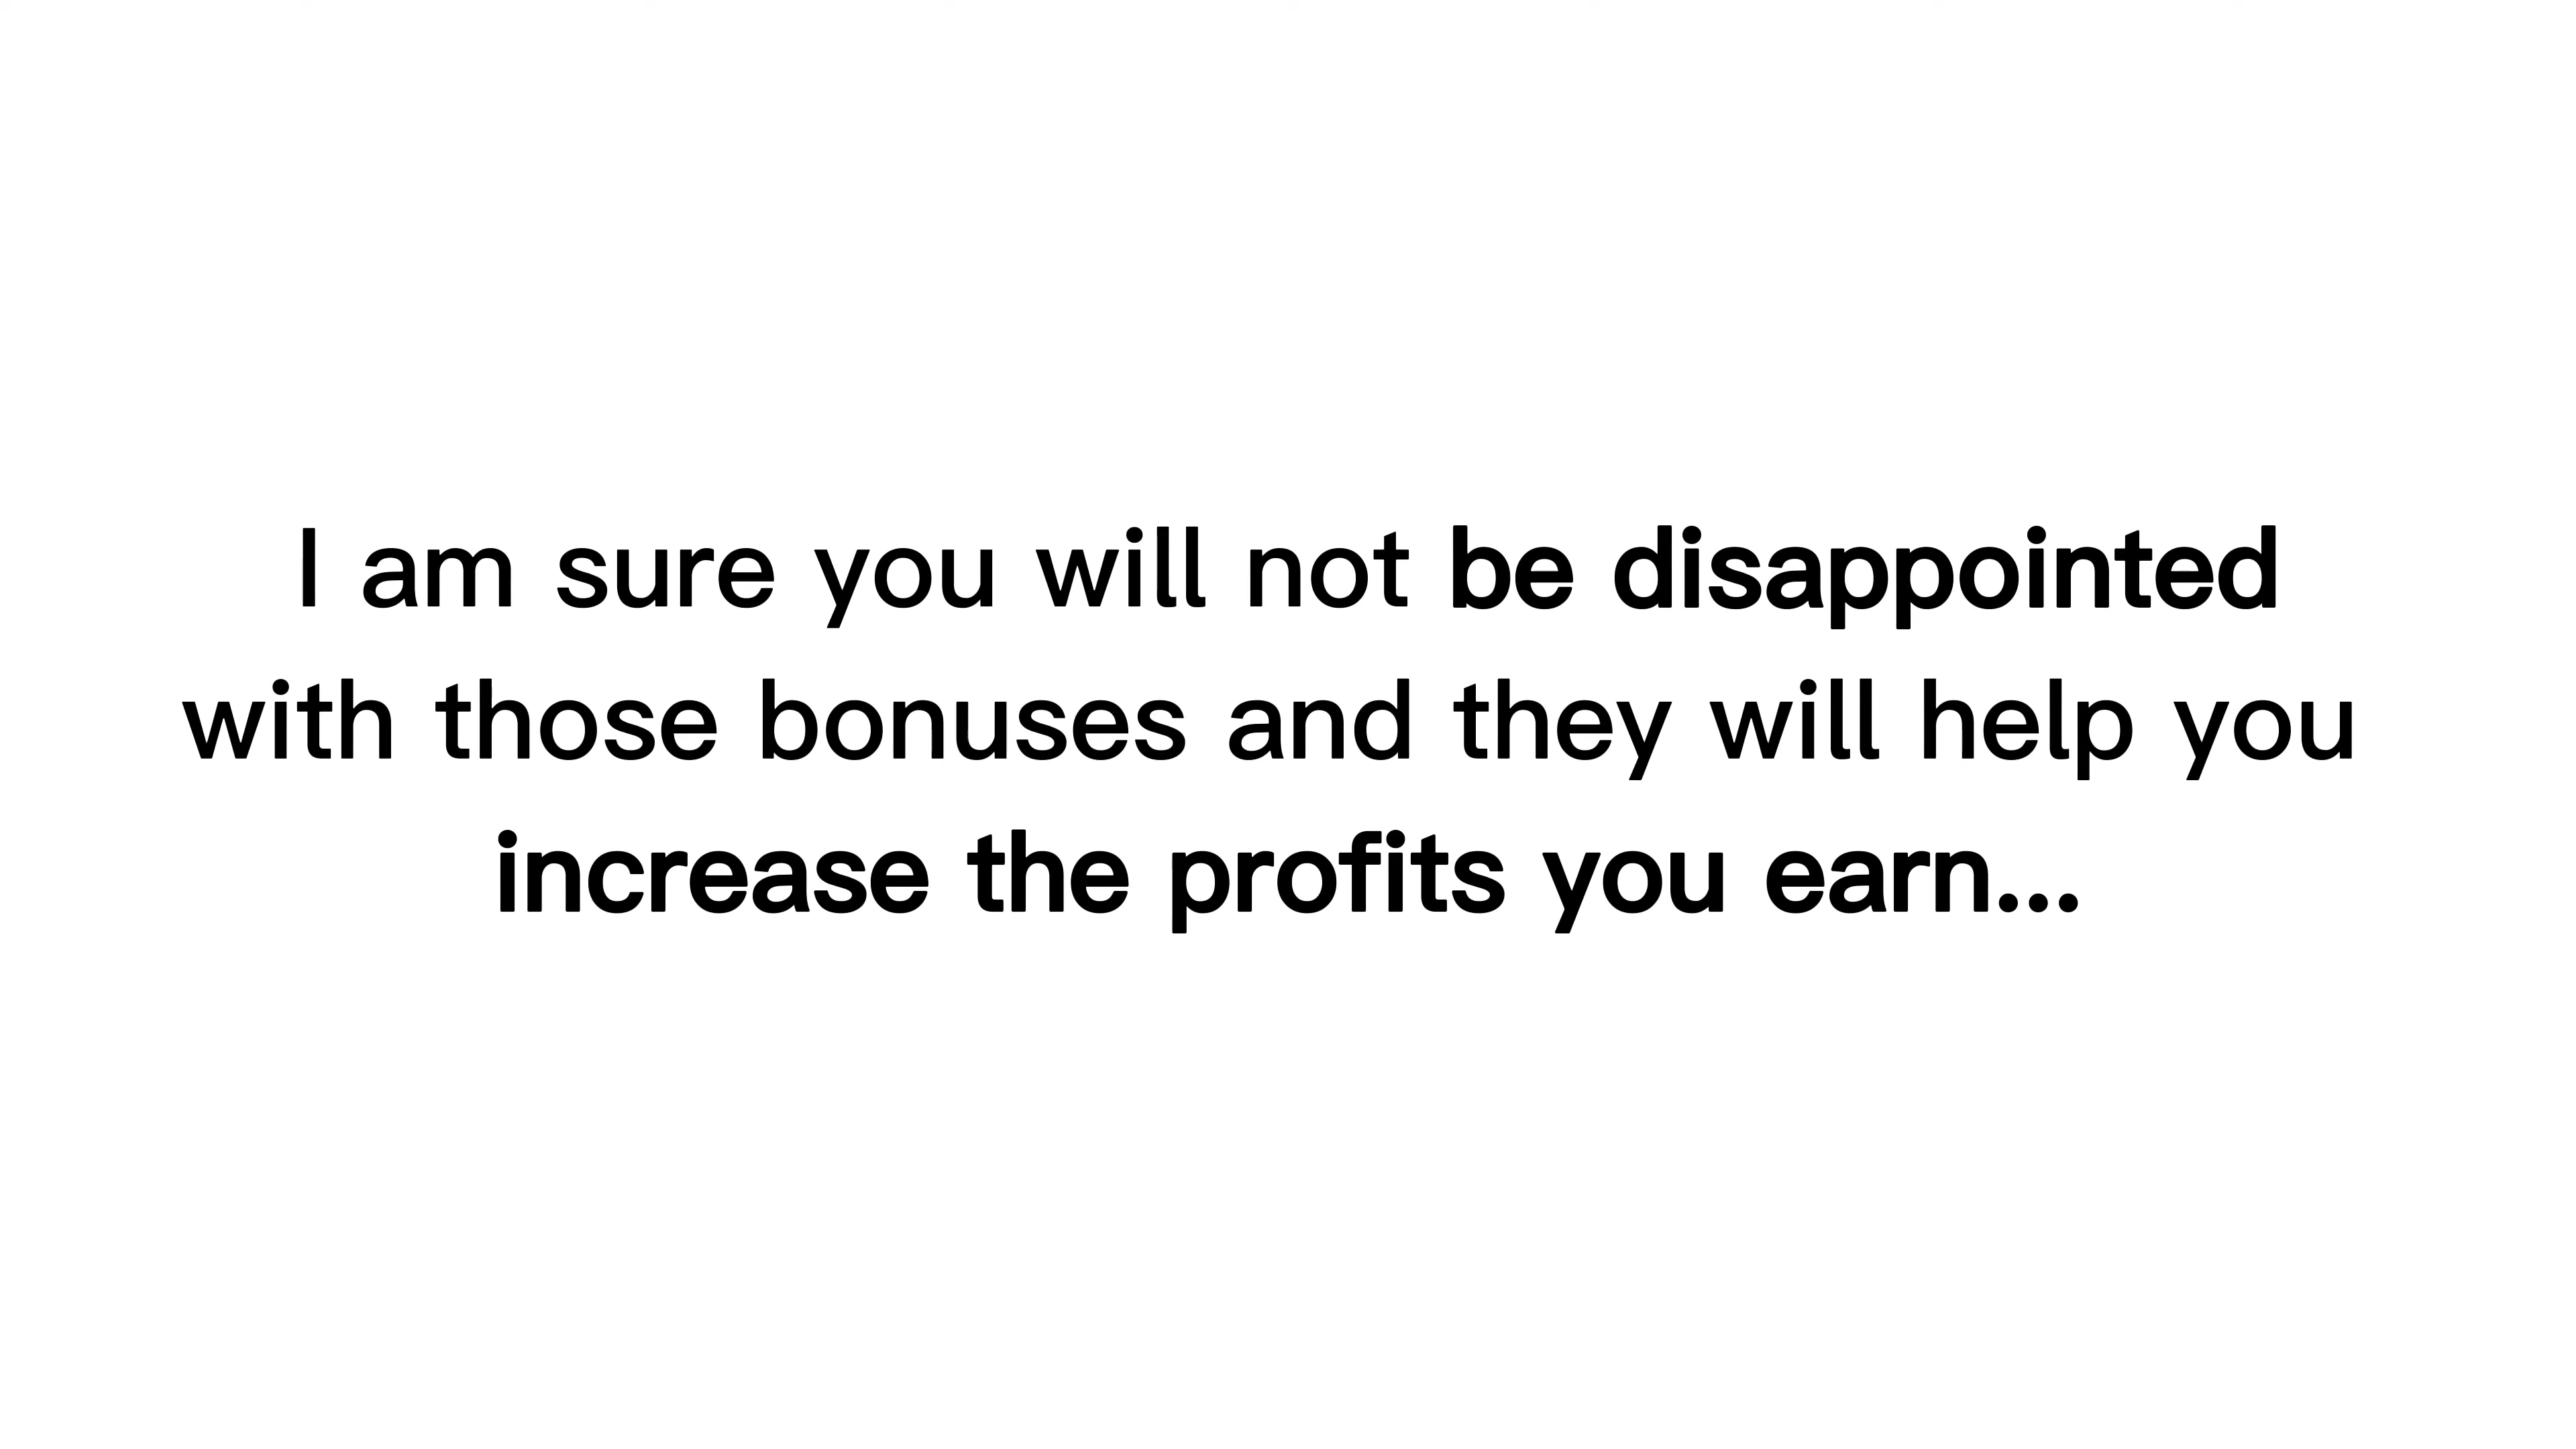 I am sure you will not be disappointed
with those bonuses and they will help you
increase the profits you earn...